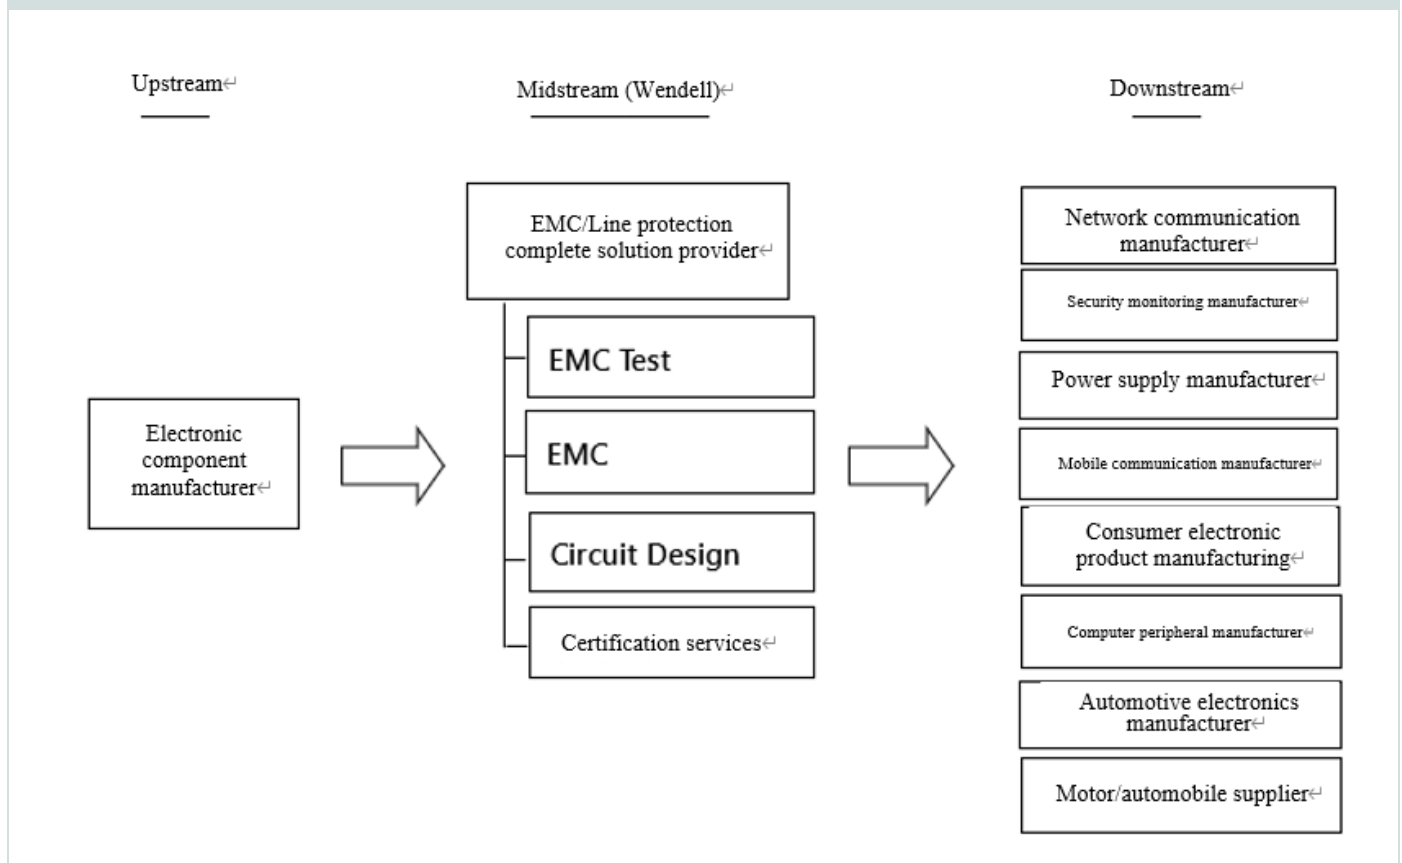 Upstream
Midstream (Wendell)
Downstream
Electronic
component
manufacturer
EMC/Line protection
complete solution provider
EMC Test
EMC
Circuit Design
Certification services
Network communication
manufacturer
Security monitoring manufacturer
Power supply manufacturer
Mobile communication manufacturer
Consumer electronic
product manufacturing
Computer peripheral manufacturer
Automotive electronics
manufacturer
Motor/automobile supplier